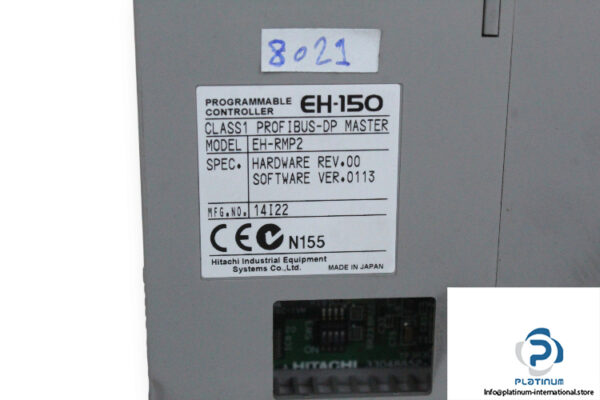 8021
PROGRAMMABLE CONTROLLER EH-150
CLASS1 PROFIBUS-DP MASTER
MODEL EH-RMP2
SPEC. HARDWARE REV.00
SOFTWARE VER.0113
MFG.NO. 14I22
CE N155
Hitachi Industrial Equipment
Systems Co.,Ltd. MADE IN JAPAN
ON
HITACHI
PLATINUM
Info@platinum-international.store